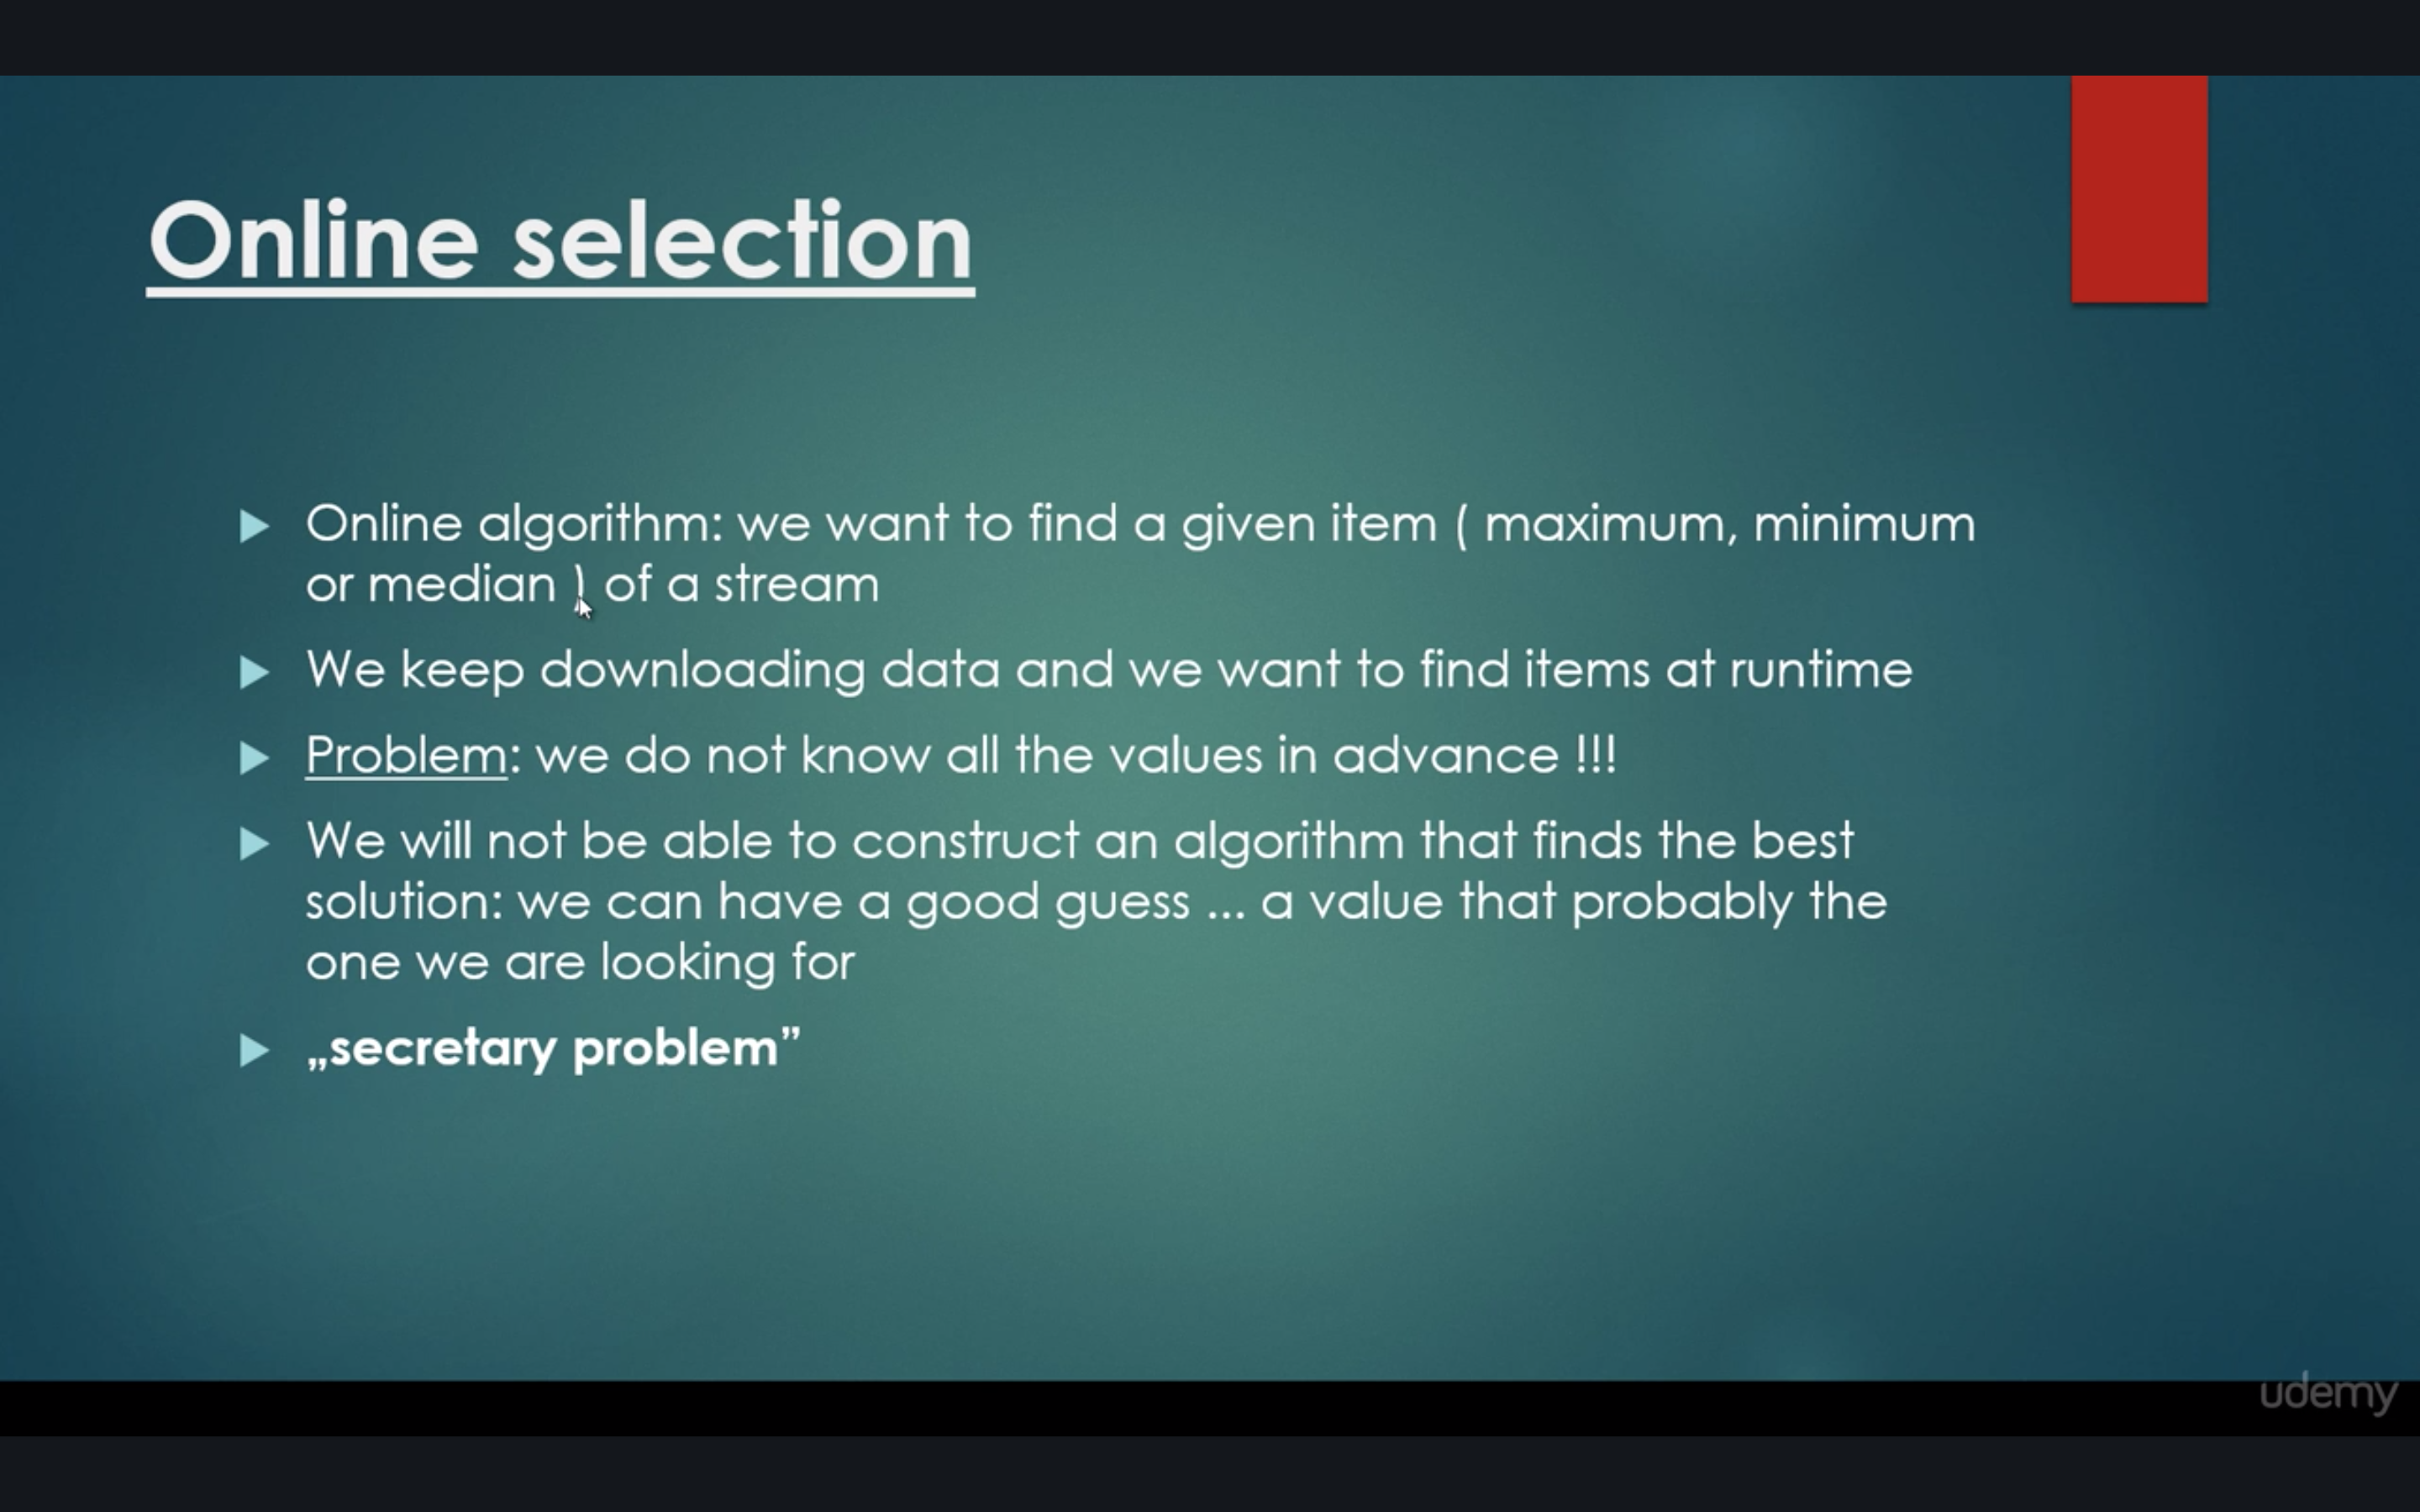 Online selection
Online algorithm: we want to find a given item ( maximum, minimum
or median ) of a stream
We keep downloading data and we want to find items at runtime
Problem: we do not know all the values in advance !!!
We will not be able to construct an algorithm that finds the best
solution: we can have a good guess ... a value that probably the
one we are looking for
„secretary problem”
udemy